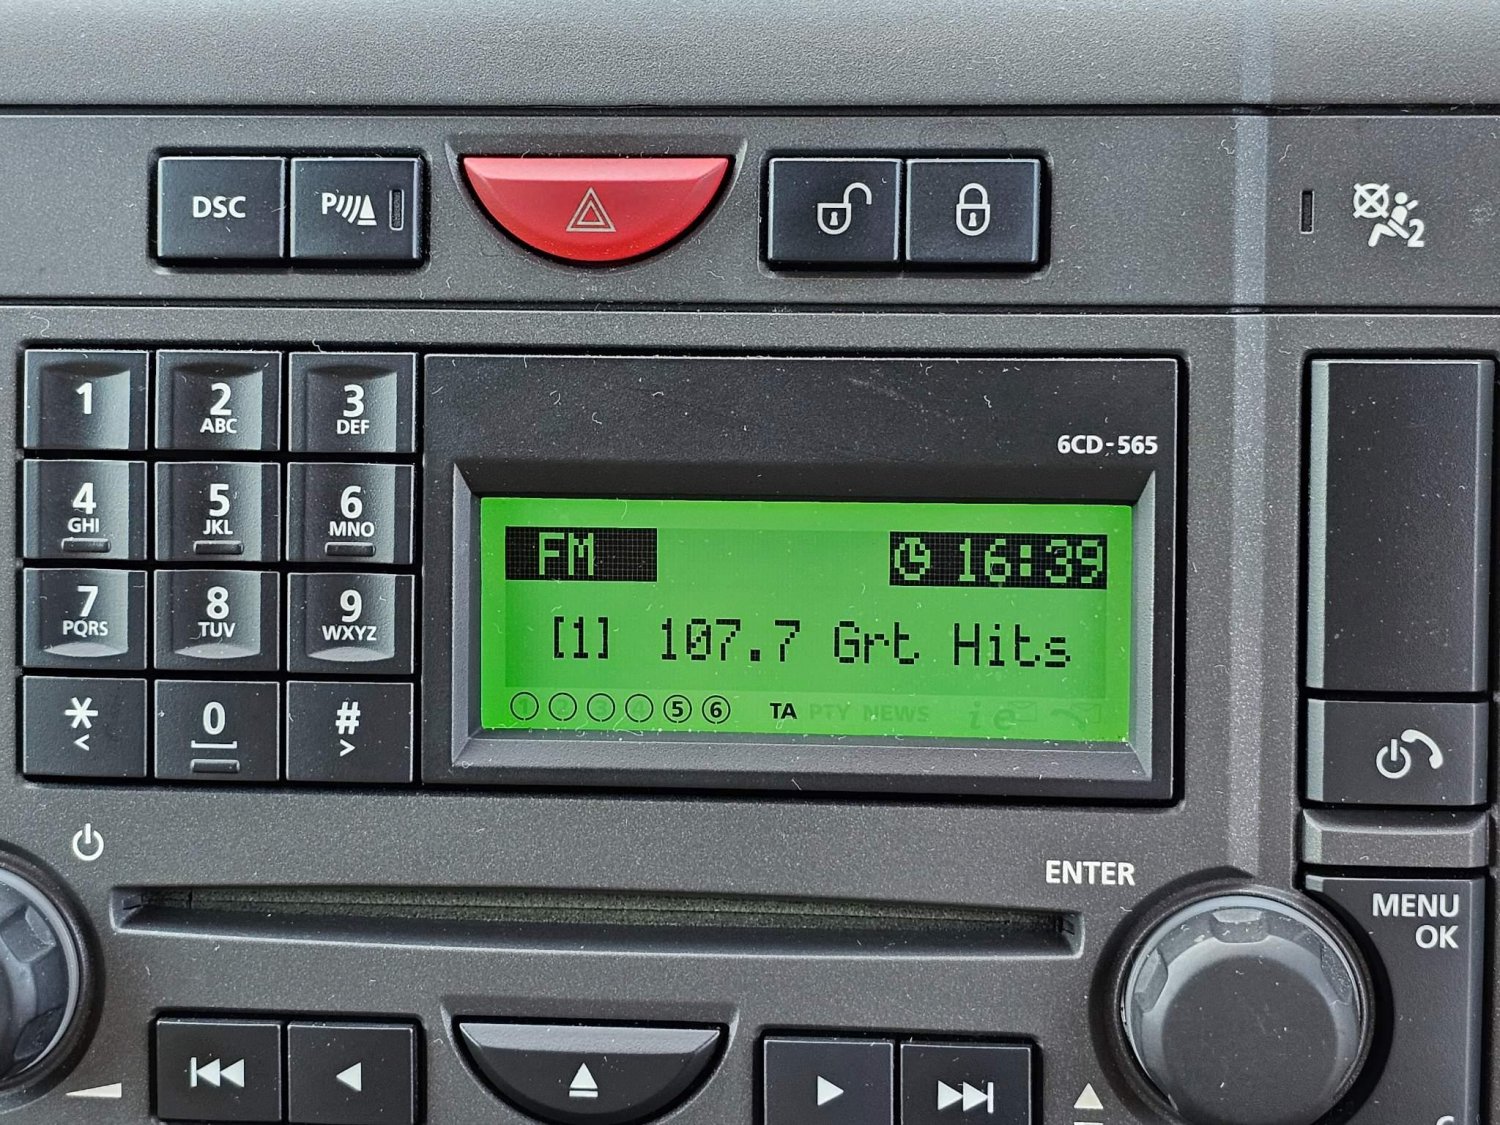 DSC
P
2
1
2
ABC
3
DEF
4
GHI
5
JKL
6
MNO
7
PQRS
8
TUV
9
WXYZ
*
<
0
#
>
6CD-565
FM 16:39
[1] 107.7 Grt Hits
1 2 3 4 5 6 TA PTY NEWS i e
ENTER
MENU
OK